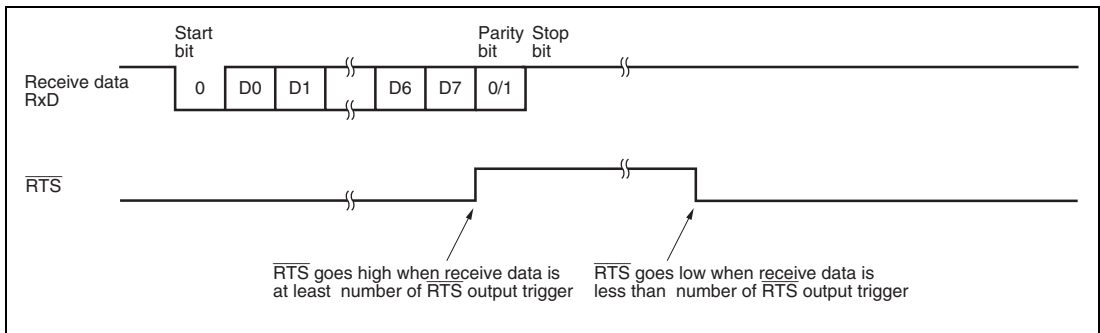 Start
bit
Parity
bit
Stop
bit
Receive data
RxD
0
D0
D1
D6
D7
0/1
RTS
RTS goes high when receive data is
at least number of RTS output trigger
RTS goes low when receive data is
less than number of RTS output trigger